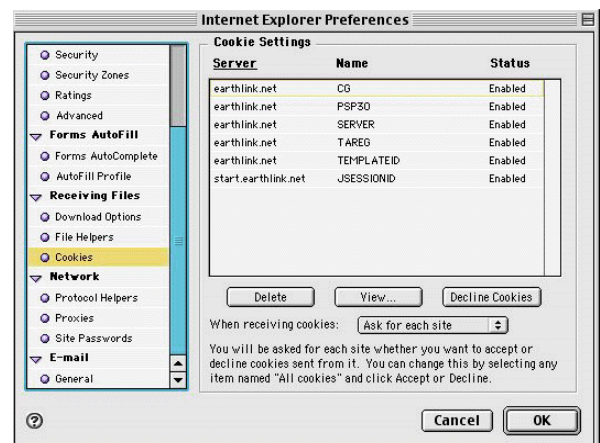 Internet Explorer Preferences
Security
Security Zones
Ratings
Advanced
Forms AutoFill
Forms AutoComplete
AutoFill Profile
Receiving Files
Download Options
File Helpers
Cookies
Network
Protocol Helpers
Proxies
Site Passwords
E-mail
General
Cookie Settings
Server Name Status
earthlink.net CG Enabled
earthlink.net PSP30 Enabled
earthlink.net SERVER Enabled
earthlink.net TAREG Enabled
earthlink.net TEMPLATEID Enabled
start.earthlink.net JSESSIONID Enabled
Delete View... Decline Cookies
When receiving cookies: Ask for each site
You will be asked for each site whether you want to accept or
decline cookies sent from it. You can change this by selecting any
item named "All cookies" and click Accept or Decline.
? Cancel OK